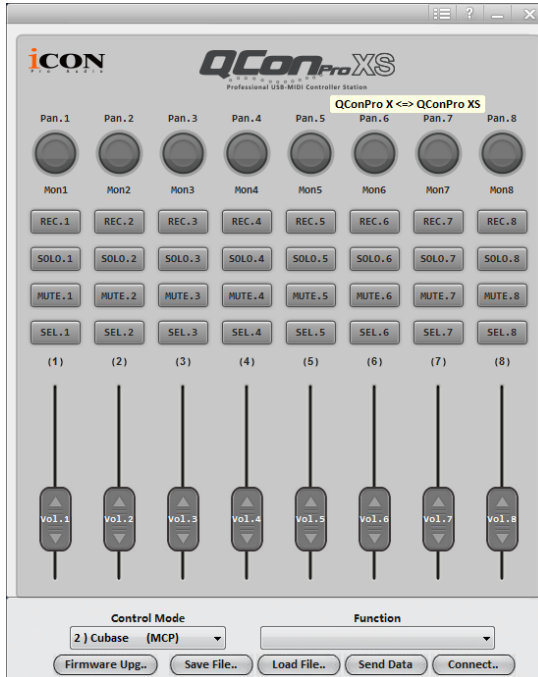 ?
iCON
Pro Audio
QCon Pro XS
Professional USB-MIDI Controller Station
QConPro X <=> QConPro XS
Pan.1 Pan.2 Pan.3 Pan.4 Pan.5 Pan.6 Pan.7 Pan.8
Mon1 Mon2 Mon3 Mon4 Mon5 Mon6 Mon7 Mon8
REC.1 REC.2 REC.3 REC.4 REC.5 REC.6 REC.7 REC.8
SOLO.1 SOLO.2 SOLO.3 SOLO.4 SOLO.5 SOLO.6 SOLO.7 SOLO.8
MUTE.1 MUTE.2 MUTE.3 MUTE.4 MUTE.5 MUTE.6 MUTE.7 MUTE.8
SEL.1 SEL.2 SEL.3 SEL.4 SEL.5 SEL.6 SEL.7 SEL.8
(1) (2) (3) (4) (5) (6) (7) (8)
Vol.1 Vol.2 Vol.3 Vol.4 Vol.5 Vol.6 Vol.7 Vol.8
Control Mode Function
2 ) Cubase (MCP)
Firmware Upg.. Save File.. Load File.. Send Data Connect..